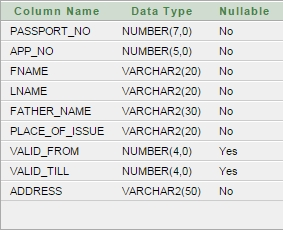 Column Name Data Type Nullable
PASSPORT_NO NUMBER(7,0) No
APP_NO NUMBER(5,0) No
FNAME VARCHAR2(20) No
LNAME VARCHAR2(20) No
FATHER_NAME VARCHAR2(30) No
PLACE_OF_ISSUE VARCHAR2(20) No
VALID_FROM NUMBER(4,0) Yes
VALID_TILL NUMBER(4,0) Yes
ADDRESS VARCHAR2(50) No